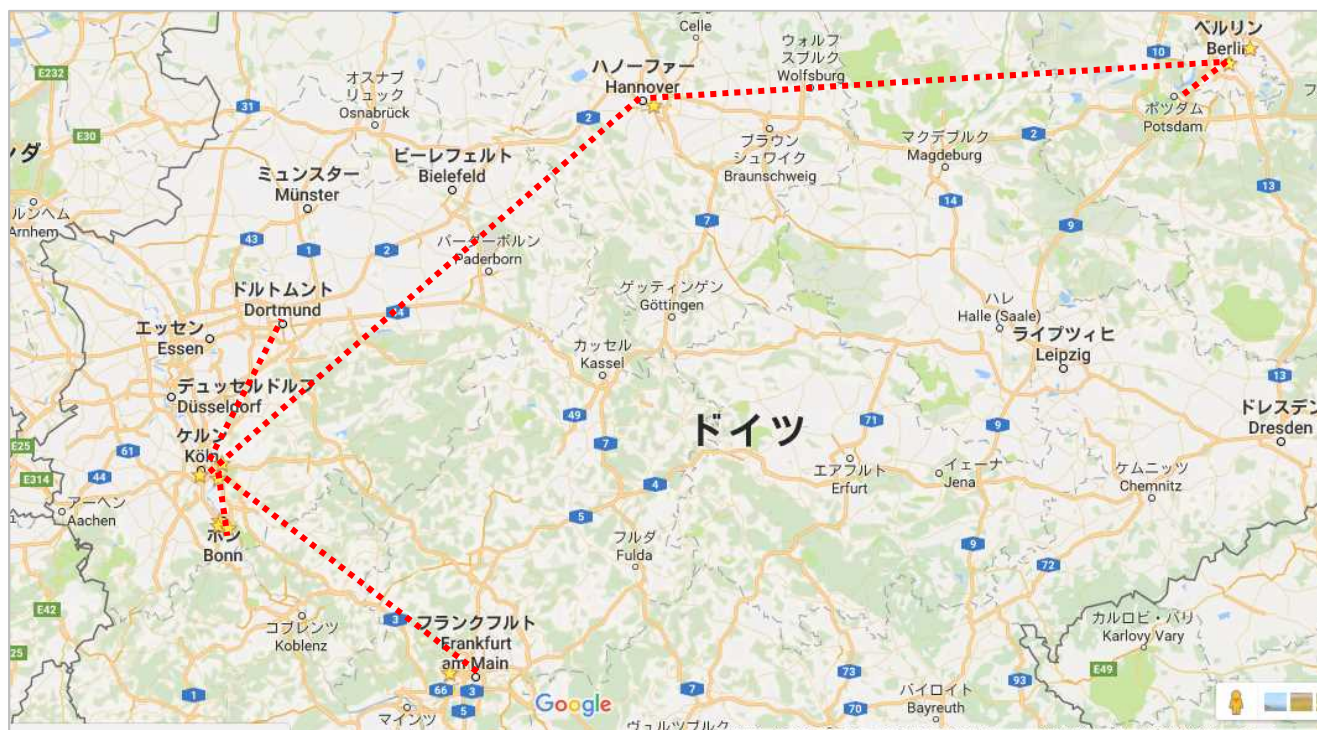 Celle
ベルリン
Berlin
ウォルフ
スブルク
Wolfsburg
10
E232
ハノーファー
Hannover
オスナブ
リュック
Osnabrück
31
2
ポツダム
Potsdam
E30
ブラウン
シュワイク
Braunschweig
マクデブルク
Magdeburg
2
ンダ
ビーレフェルト
Bielefeld
ミュンスター
Münster
13
ルンヘム
Arnhem
14
7
9
43
1
2
パーダーボルン
Paderborn
ドルトムント
Dortmund
ゲッティンゲン
Göttingen
ハレ
Halle (Saale)
エッセン
Essen
ライプツィヒ
Leipzig
カッセル
Kassel
13
デュッセルドルフ
Düsseldorf
49
71
9
ドレスデン
Dresden
ドイツ
ケルン
Köln
E25
61
7
E314
44
4
エアフルト
Erfurt
イェーナ
Jena
ケムニッツ
Chemnitz
アーヘン
Aachen
5
ボン
Bonn
フルダ
Fulda
9
72
E42
コブレンツ
Koblenz
3
フランクフルト
Frankfurt
am Main
カルロビ・バリ
Karlovy Vary
25
E49
73
93
66
3
7
1
5
マインツ
Google
70
バイロイト
Bayreuth
ヴュルツブルク